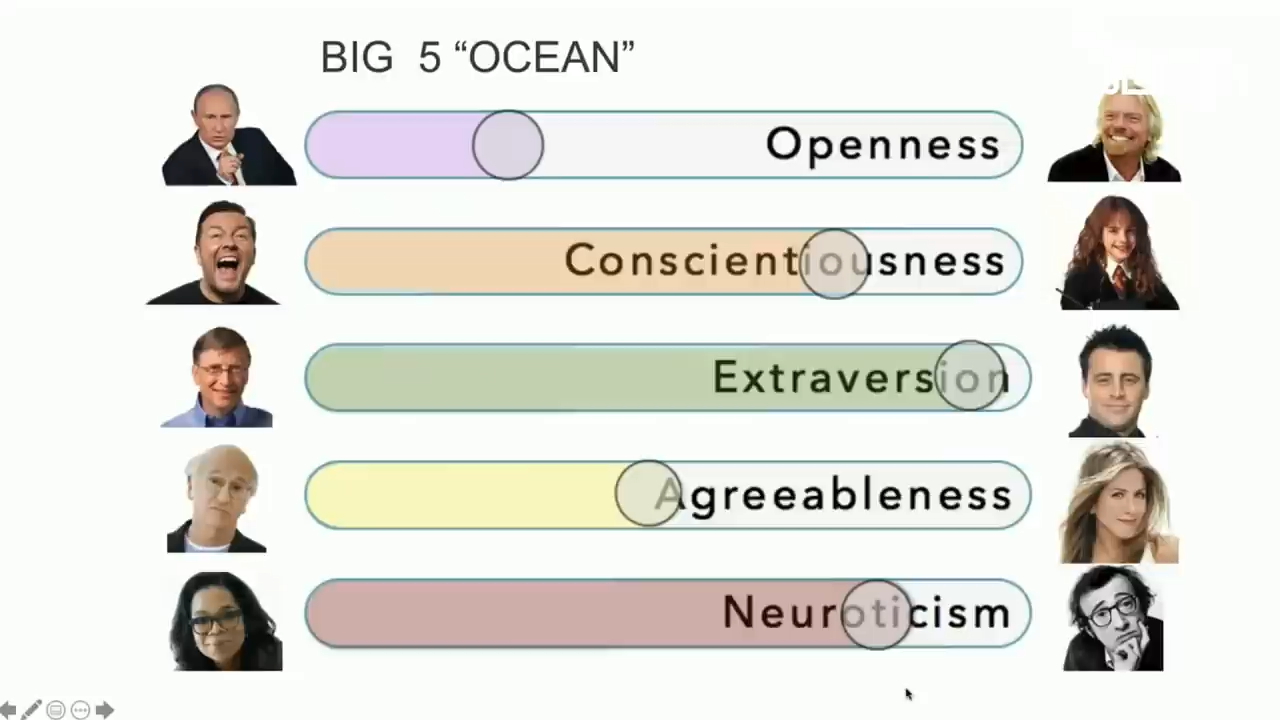 BIG 5 “OCEAN”
Openness
Conscientiousness
Extraversion
Agreeableness
Neuroticism